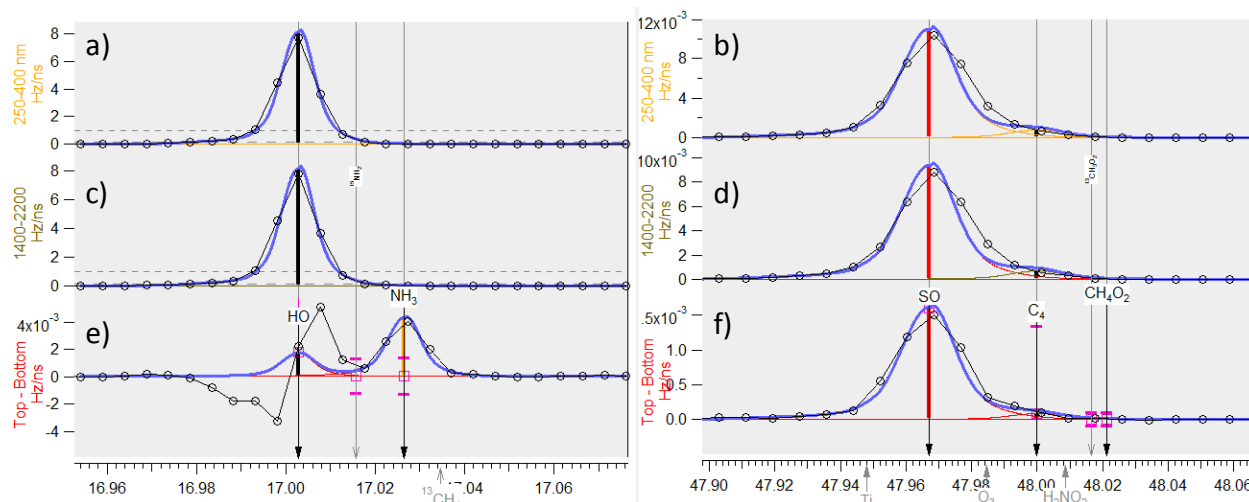 a)
250-400 nm
Hz/ns
8
6
4
2
0
b)
250-400 nm
Hz/ns
12x10⁻³
8
4
0
c)
1400-2200
Hz/ns
8
6
4
2
0
¹⁵NH₂
d)
1400-2200
Hz/ns
10x10⁻³
8
6
4
2
0
¹³CH₃O₂
e)
Top - Bottom
Hz/ns
4x10⁻³
2
0
-2
-4
HO
NH₃
f)
Top - Bottom
Hz/ns
.5x10⁻³
1.0
0.5
0.0
SO
C₄
CH₄O₂
16.96
16.98
17.00
17.02
17.04
17.06
47.90
47.92
47.94
47.96
47.98
48.00
48.02
48.04
48.06
Ti
O₃